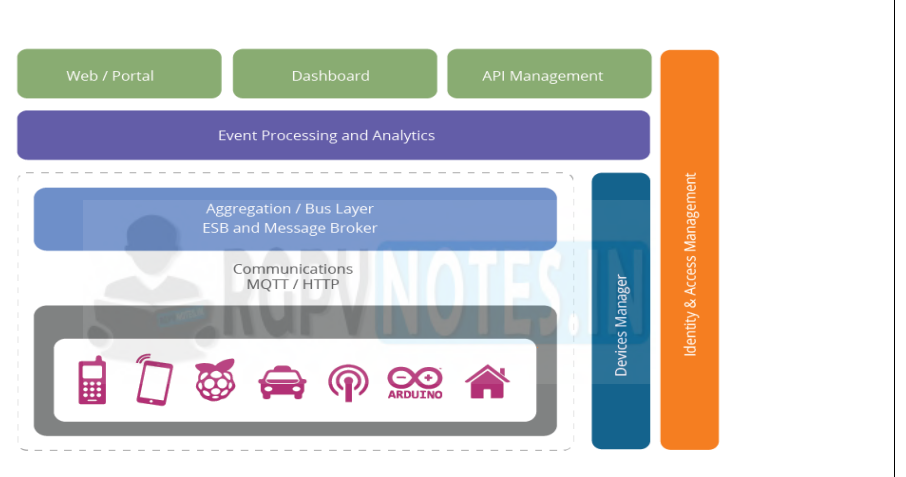 Web / Portal
Dashboard
API Management
Event Processing and Analytics
Aggregation / Bus Layer
ESB and Message Broker
Communications
MQTT / HTTP
RGPVNOTES.IN
ARDUINO
Devices Manager
Identity & Access Management